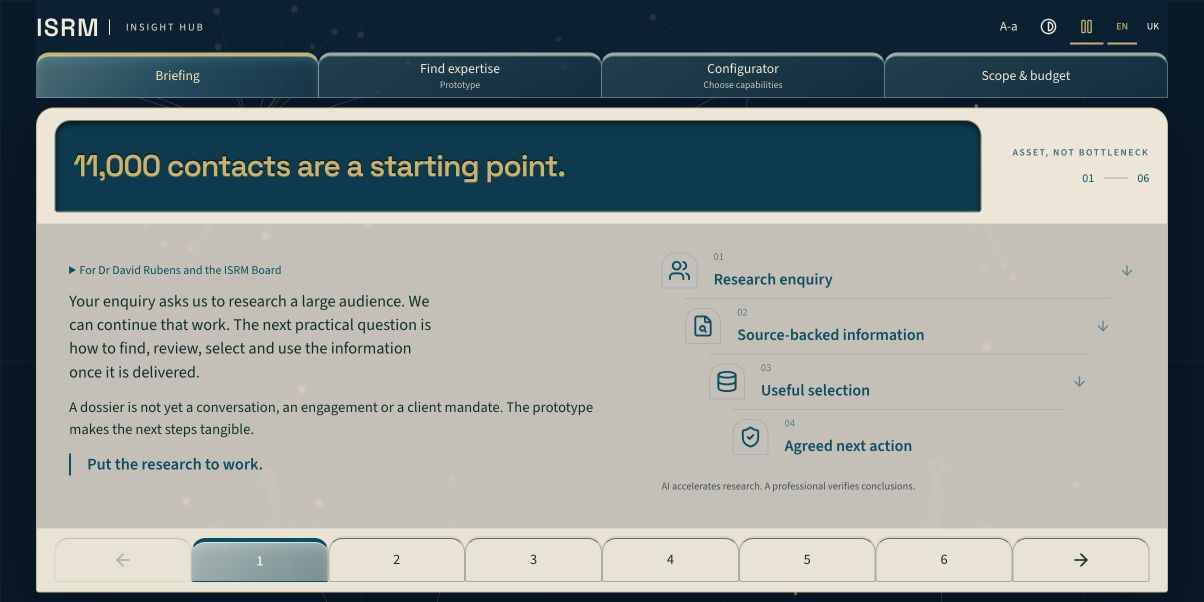 ISRM
INSIGHT HUB
A-a
EN
UK
Briefing
Find expertise
Prototype
Configurator
Choose capabilities
Scope & budget
11,000 contacts are a starting point.
ASSET, NOT BOTTLENECK
01
06
For Dr David Rubens and the ISRM Board
Your enquiry asks us to research a large audience. We
can continue that work. The next practical question is
how to find, review, select and use the information
once it is delivered.
A dossier is not yet a conversation, an engagement or a client mandate. The prototype
makes the next steps tangible.
Put the research to work.
01
Research enquiry
02
Source-backed information
03
Useful selection
04
Agreed next action
AI accelerates research. A professional verifies conclusions.
1
2
3
4
5
6